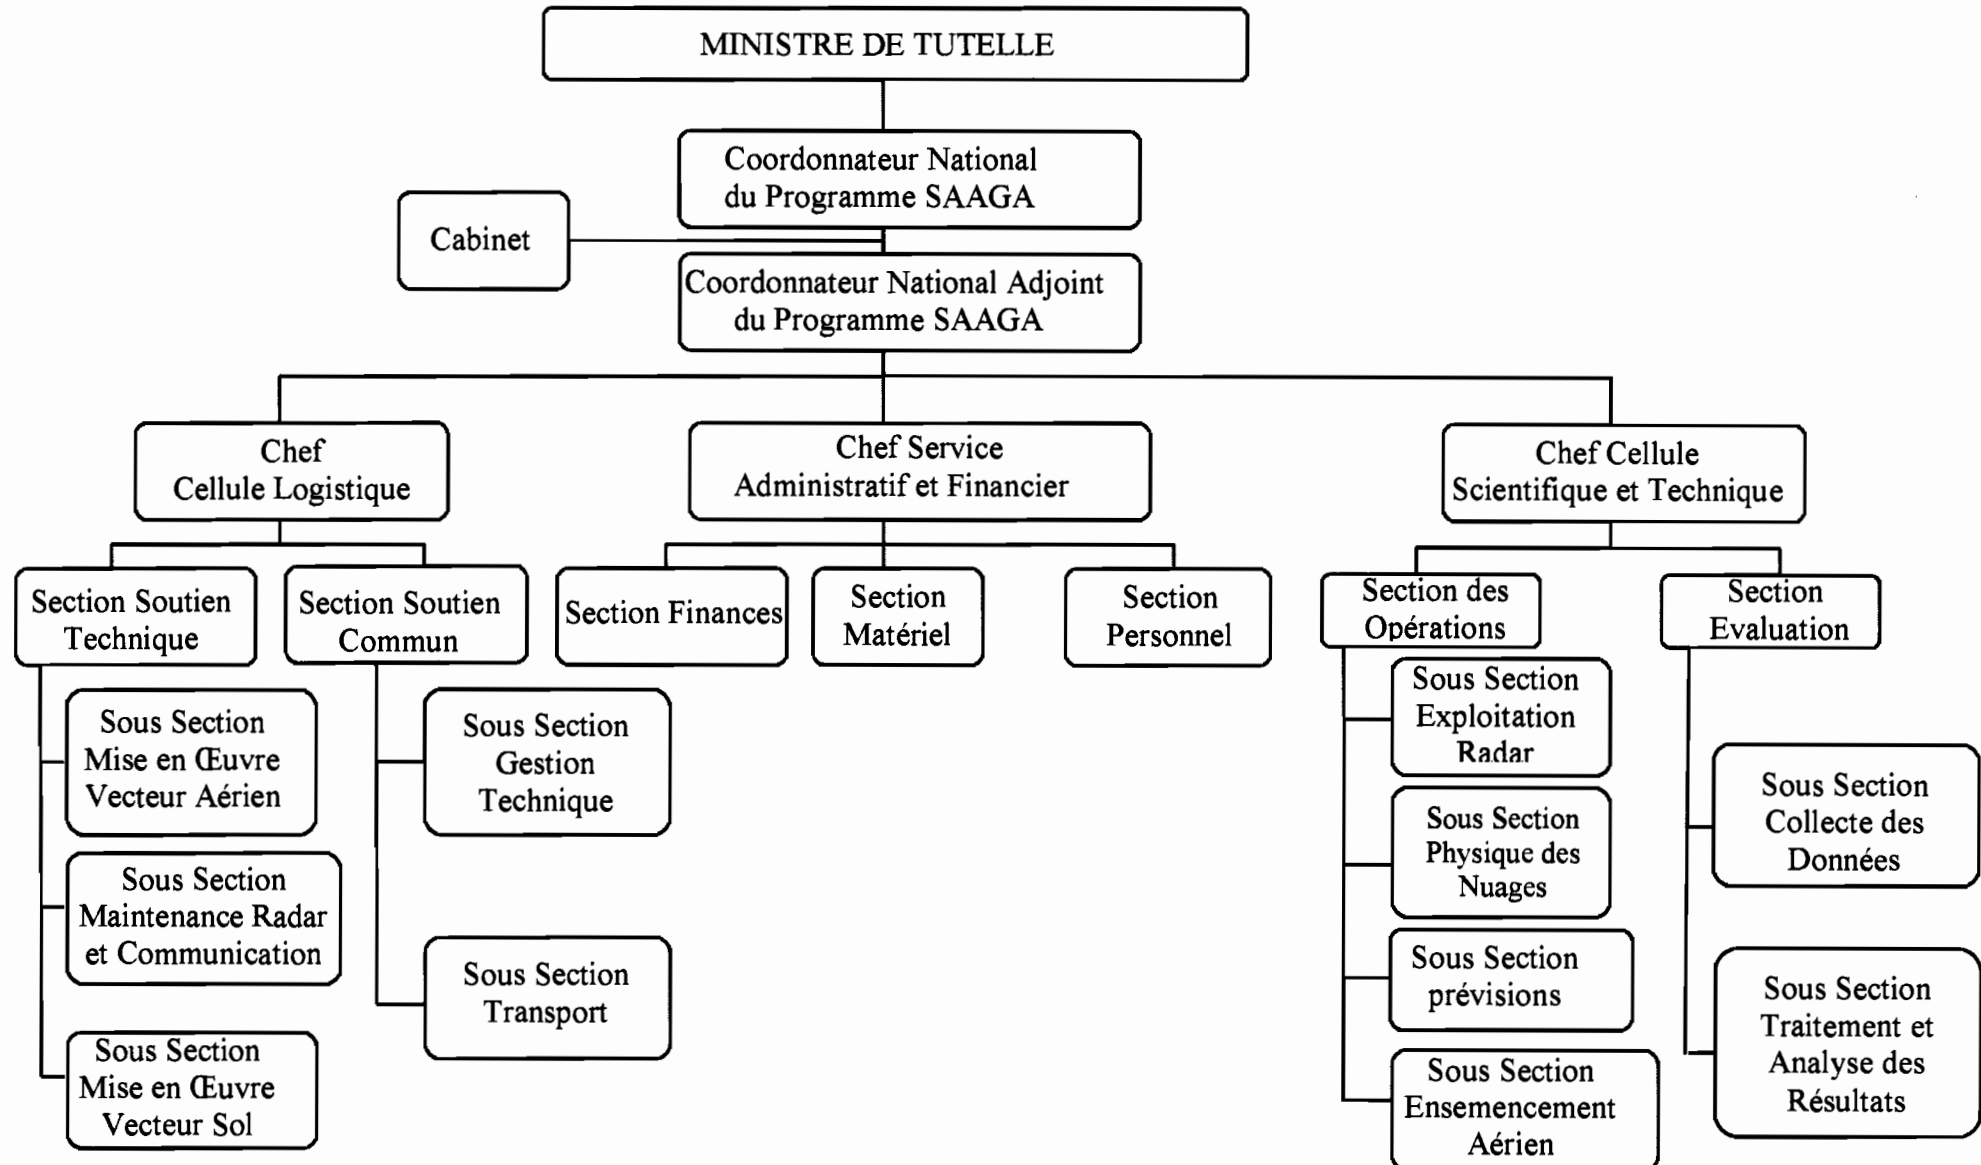 MINISTRE DE TUTELLE
Coordonnateur National
du Programme SAAGA
Cabinet
Coordonnateur National Adjoint
du Programme SAAGA
Chef
Cellule Logistique
Chef Service
Administratif et Financier
Chef Cellule
Scientifique et Technique
Section Soutien
Technique
Section Soutien
Commun
Section Finances
Section
Matériel
Section
Personnel
Section des
Opérations
Section
Evaluation
Sous Section
Mise en Œuvre
Vecteur Aérien
Sous Section
Maintenance Radar
et Communication
Sous Section
Mise en Œuvre
Vecteur Sol
Sous Section
Gestion
Technique
Sous Section
Transport
Sous Section
Exploitation
Radar
Sous Section
Physique des
Nuages
Sous Section
prévisions
Sous Section
Ensemencement
Aérien
Sous Section
Collecte des
Données
Sous Section
Traitement et
Analyse des
Résultats